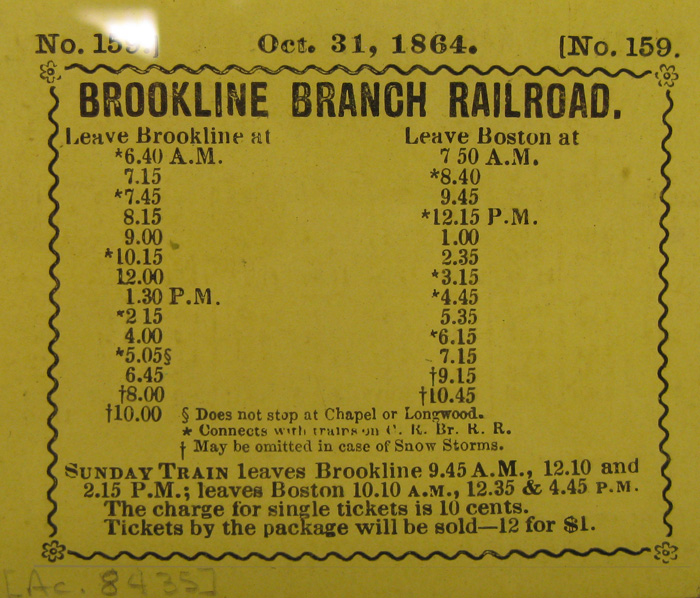 No. 159.] Oct. 31, 1864. [No. 159.
BROOKLINE BRANCH RAILROAD.
Leave Brookline at Leave Boston at
*6.40 A.M. 7 50 A.M.
7.15 *8.40
*7.45 9.45
8.15 *12.15 P.M.
9.00 1.00
*10.15 2.35
12.00 *3.15
1.30 P.M. *4.45
*2 15 5.35
4.00 *6.15
*5.05§ 7.15
6.45 †9.15
†8.00 †10.45
†10.00 § Does not stop at Chapel or Longwood.
* Connects with trains on C. R. Br. R. R.
† May be omitted in case of Snow Storms.
SUNDAY TRAIN leaves Brookline 9.45 A.M., 12.10 and
2.15 P.M.; leaves Boston 10.10 A.M., 12.35 & 4.45 P.M.
The charge for single tickets is 10 cents.
Tickets by the package will be sold—12 for $1.
[Ac. 8435]